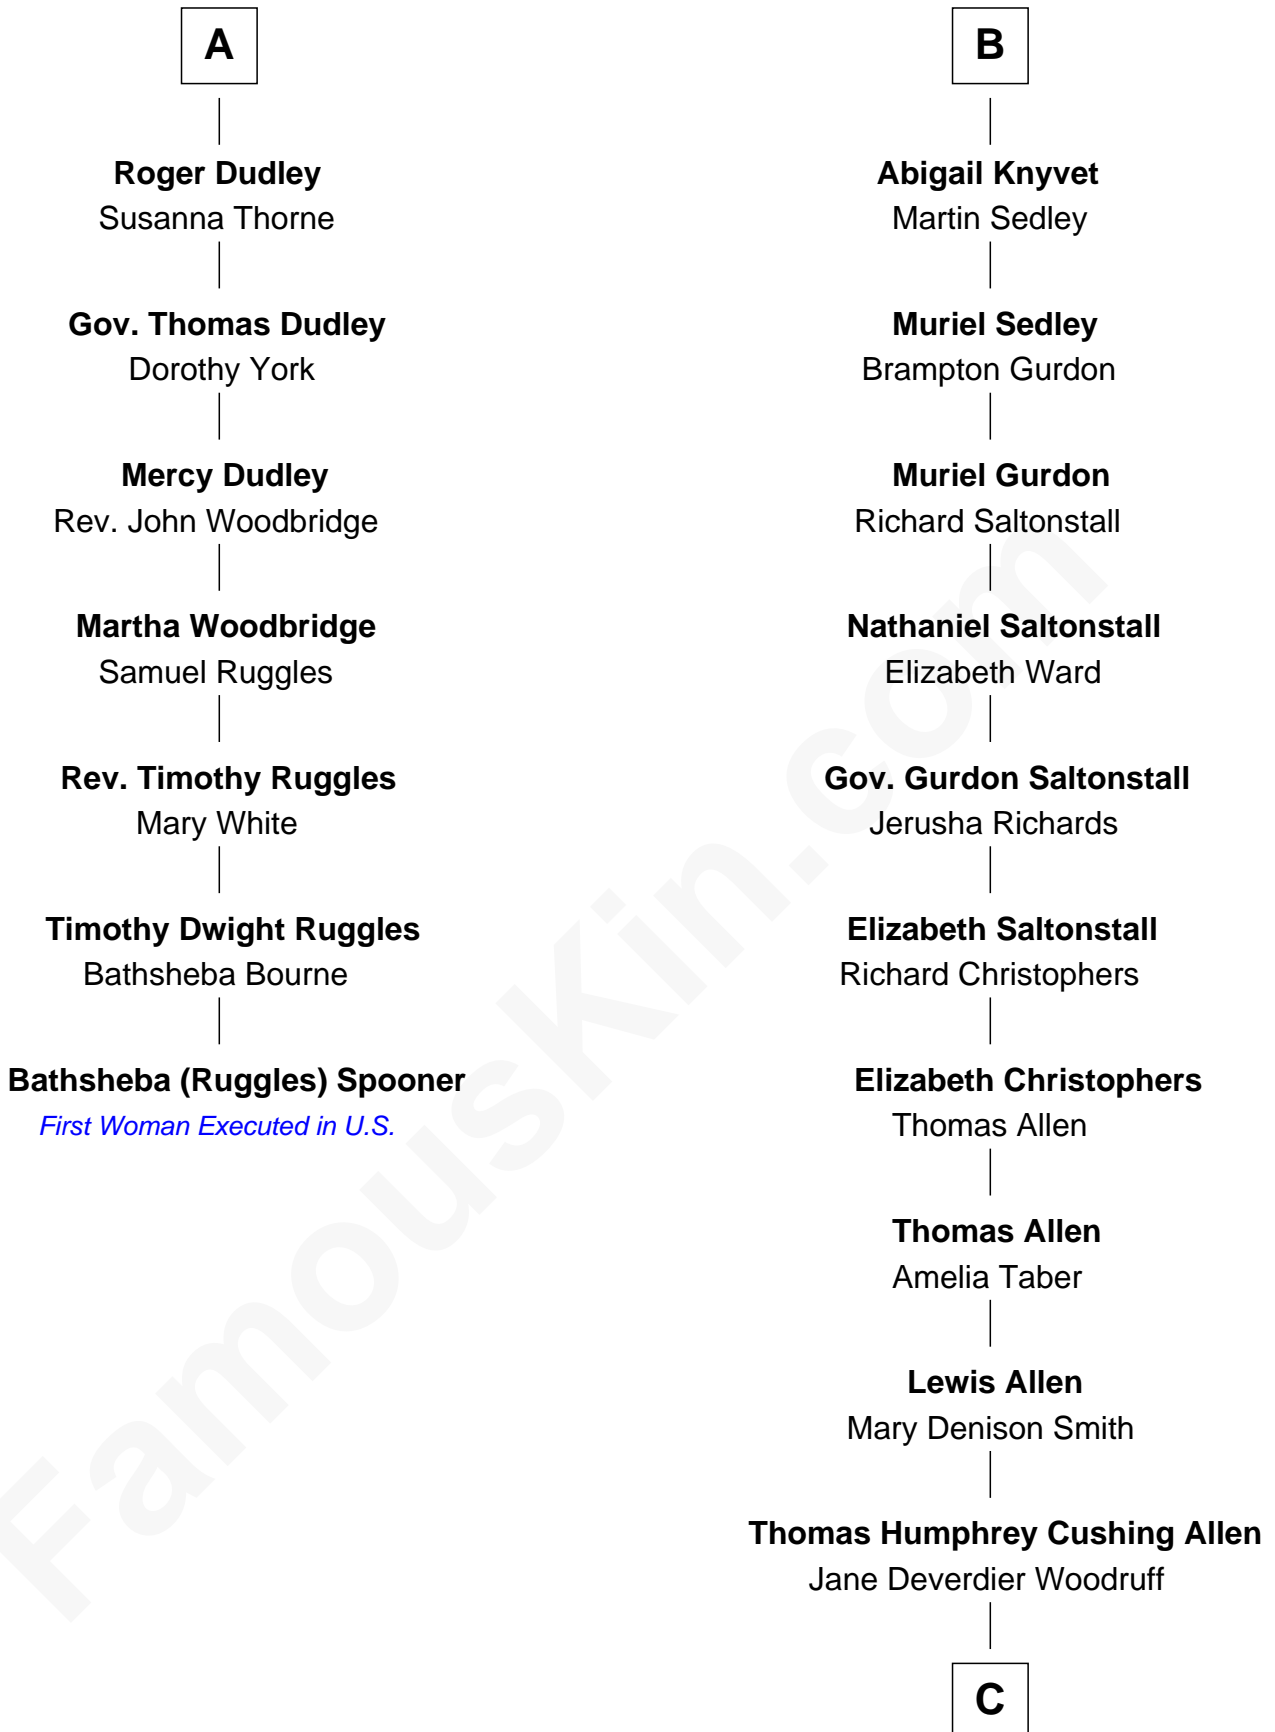 A
Roger Dudley
Susanna Thorne
Gov. Thomas Dudley
Dorothy York
Mercy Dudley
Rev. John Woodbridge
Martha Woodbridge
Samuel Ruggles
Rev. Timothy Ruggles
Mary White
Timothy Dwight Ruggles
Bathsheba Bourne
Bathsheba (Ruggles) Spooner
First Woman Executed in U.S.
B
Abigail Knyvet
Martin Sedley
Muriel Sedley
Brampton Gurdon
Muriel Gurdon
Richard Saltonstall
Nathaniel Saltonstall
Elizabeth Ward
Gov. Gurdon Saltonstall
Jerusha Richards
Elizabeth Saltonstall
Richard Christophers
Elizabeth Christophers
Thomas Allen
Thomas Allen
Amelia Taber
Lewis Allen
Mary Denison Smith
Thomas Humphrey Cushing Allen
Jane Deverdier Woodruff
C
FamousKin.com